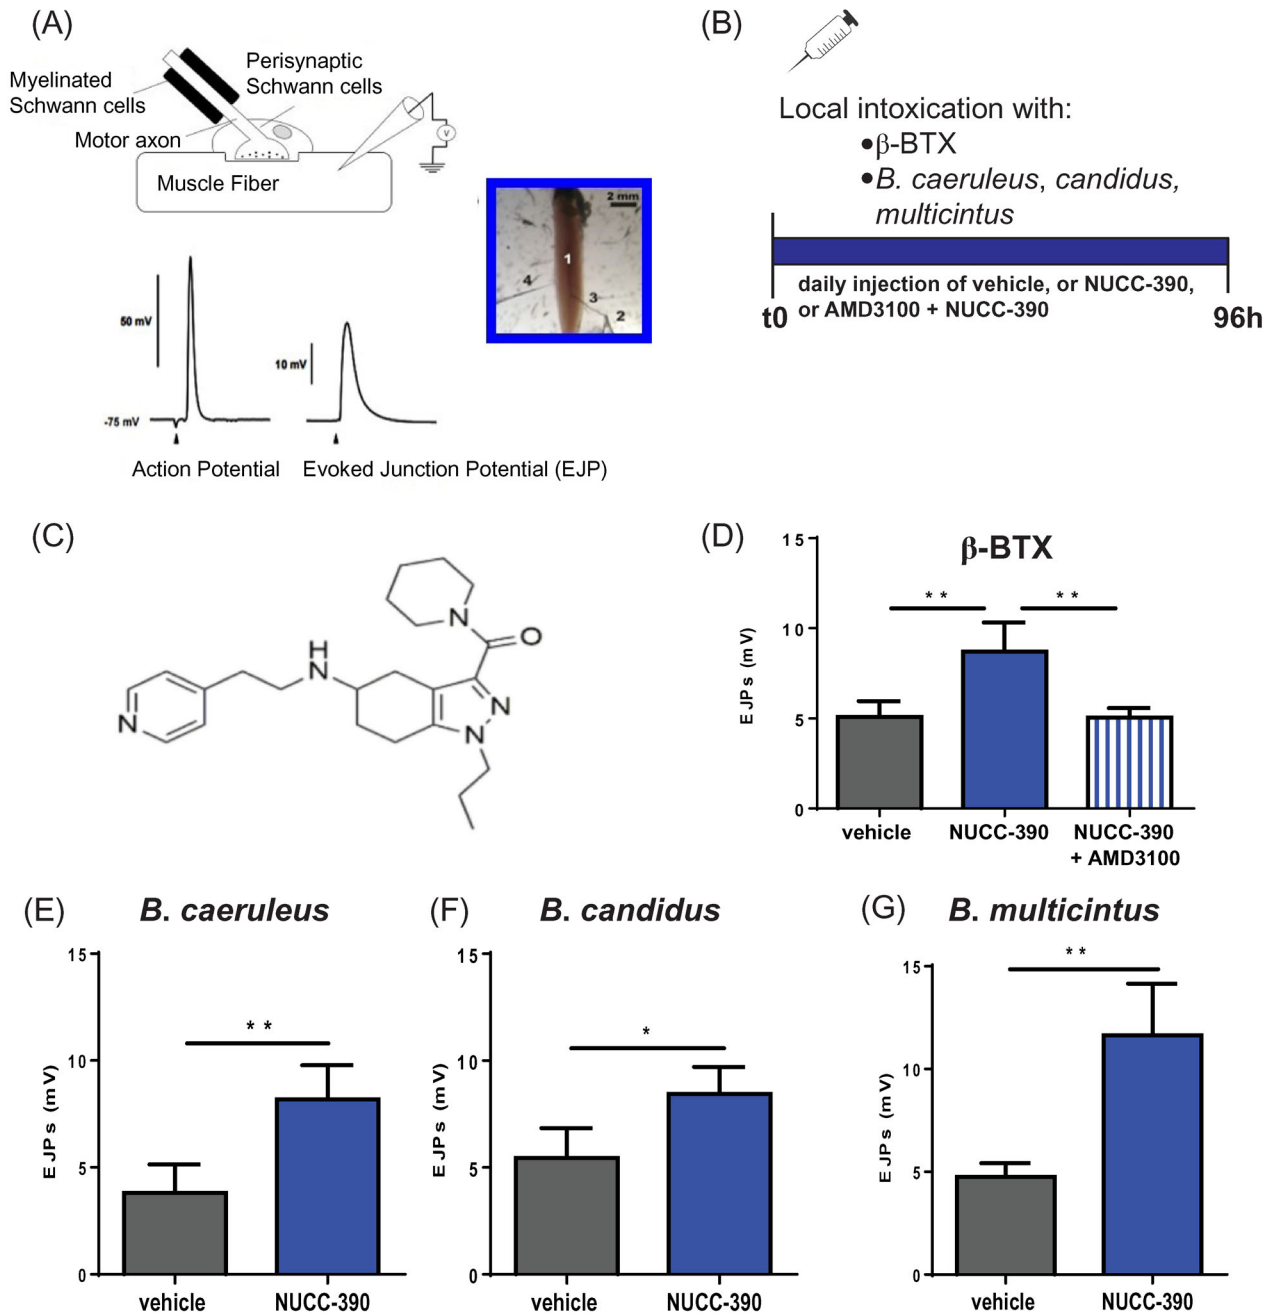 (A)
Myelinated
Schwann cells
Perisynaptic
Schwann cells
Motor axon
V
Muscle Fiber
2 mm
1
4
3
2
50 mV
10 mV
-75 mV
Action Potential
Evoked Junction Potential (EJP)
(B)
Local intoxication with:
•β-BTX
•B. caeruleus, candidus,
multicintus
daily injection of vehicle, or NUCC-390,
or AMD3100 + NUCC-390
t0
96h
(C)
N
H
N
N
O
N
N
(D)
β-BTX
EJPs (mV)
15
10
5
0
* *
* *
vehicle
NUCC-390
NUCC-390
+ AMD3100
(E)
B. caeruleus
EJPs (mV)
15
10
5
0
* *
vehicle
NUCC-390
(F)
B. candidus
EJPs (mV)
15
10
5
0
*
vehicle
NUCC-390
(G)
B. multicintus
EJPs (mV)
15
10
5
0
* *
vehicle
NUCC-390